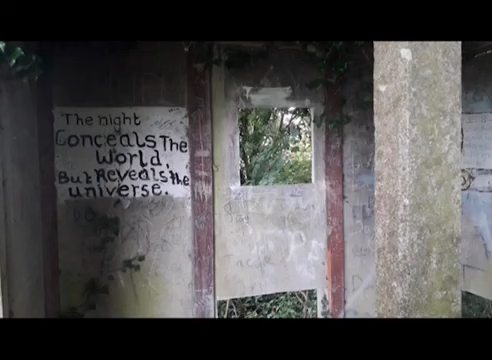 The night
Conceals The
World,
But Reveals the
universe.